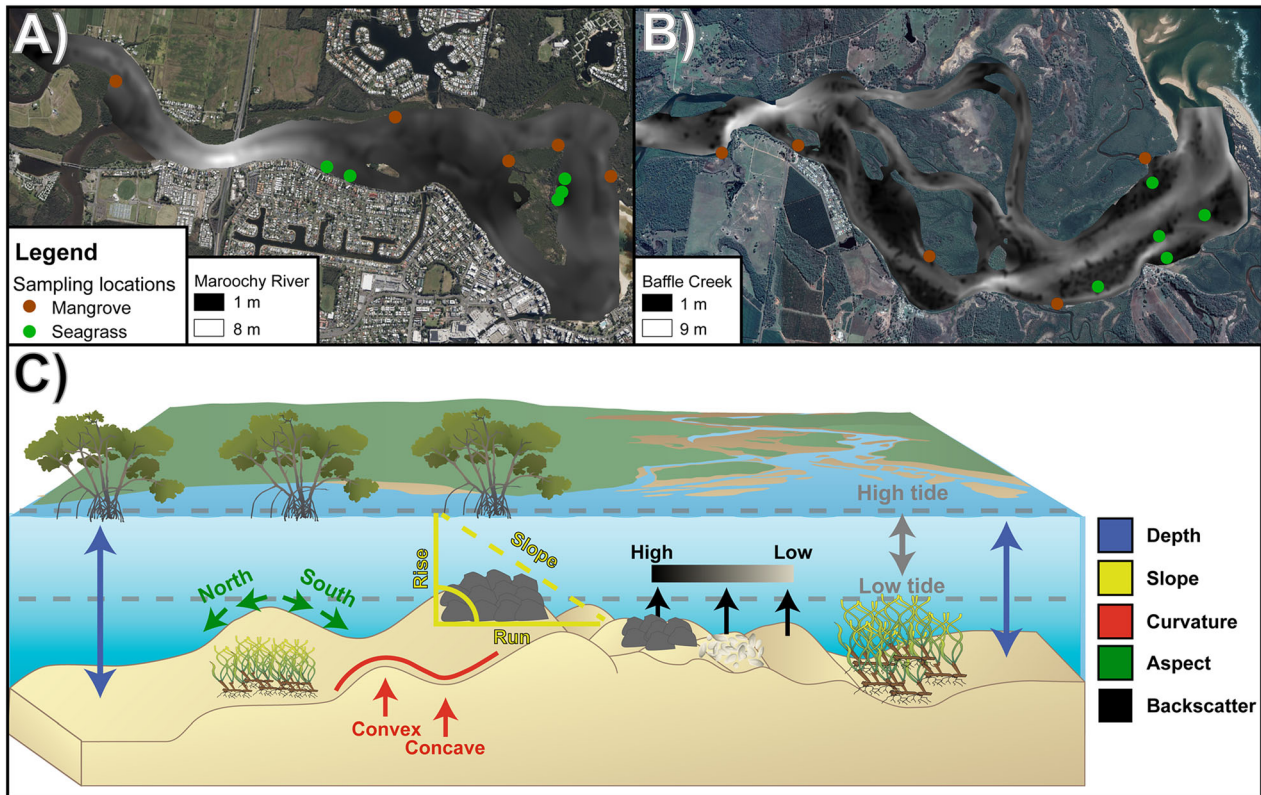 A)
B)
Legend
Sampling locations
Mangrove
Seagrass
Maroochy River
1 m
8 m
Baffle Creek
1 m
9 m
C)
High tide
Low tide
North
South
Rise
Slope
Run
High
Low
Convex
Concave
Depth
Slope
Curvature
Aspect
Backscatter